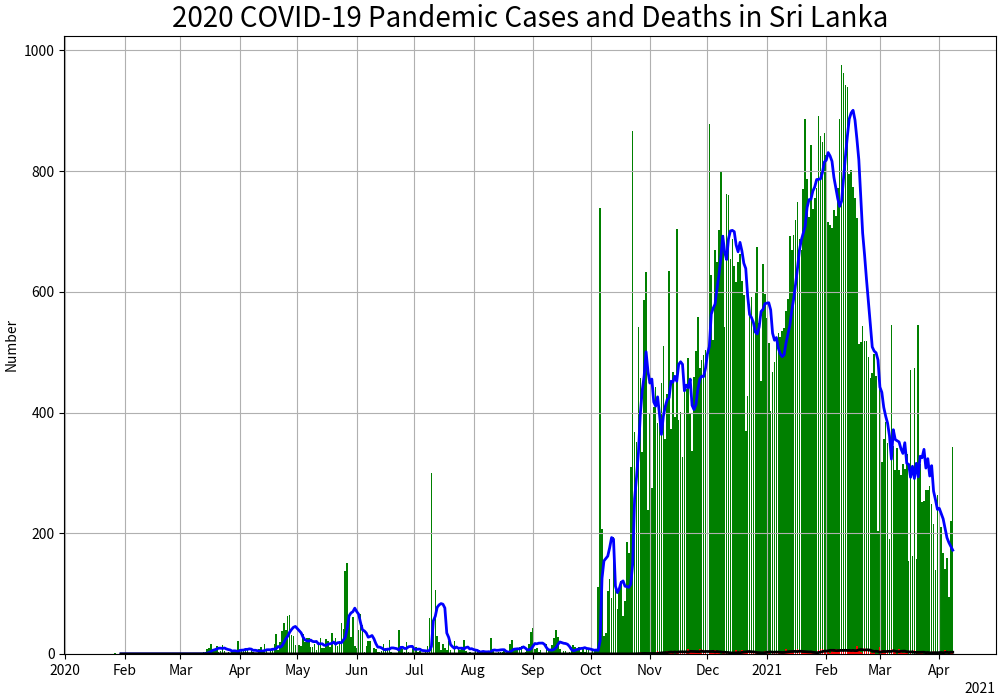 2020 COVID-19 Pandemic Cases and Deaths in Sri Lanka
Number
1000
800
600
400
200
0
2020 Feb Mar Apr May Jun Jul Aug Sep Oct Nov Dec 2021 Feb Mar Apr
2021